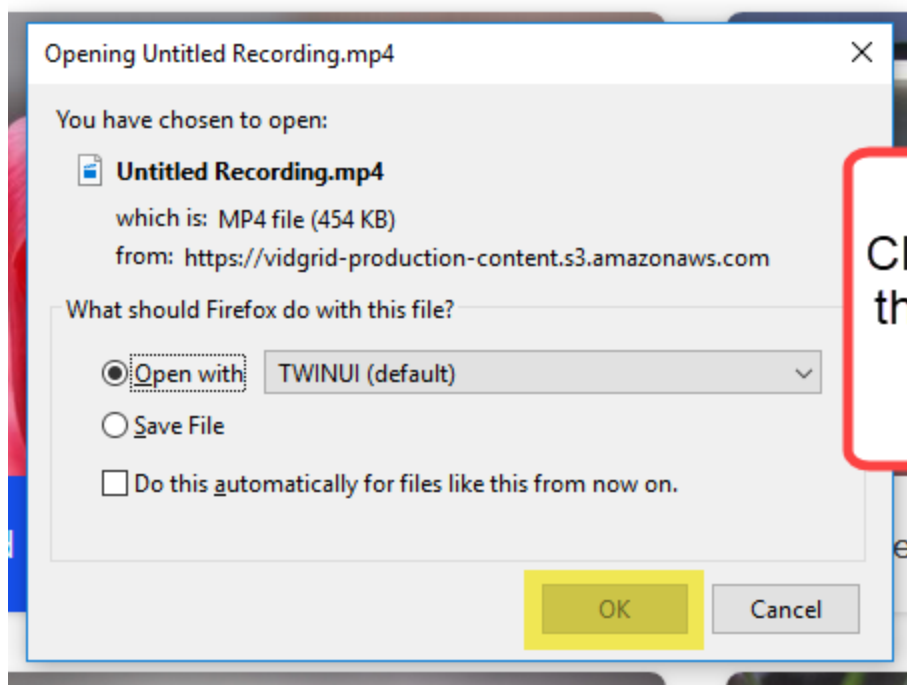 Opening Untitled Recording.mp4
You have chosen to open:
Untitled Recording.mp4
which is: MP4 file (454 KB)
from: https://vidgrid-production-content.s3.amazonaws.com
What should Firefox do with this file?
Open with TWINUI (default)
Save File
Do this automatically for files like this from now on.
OK Cancel